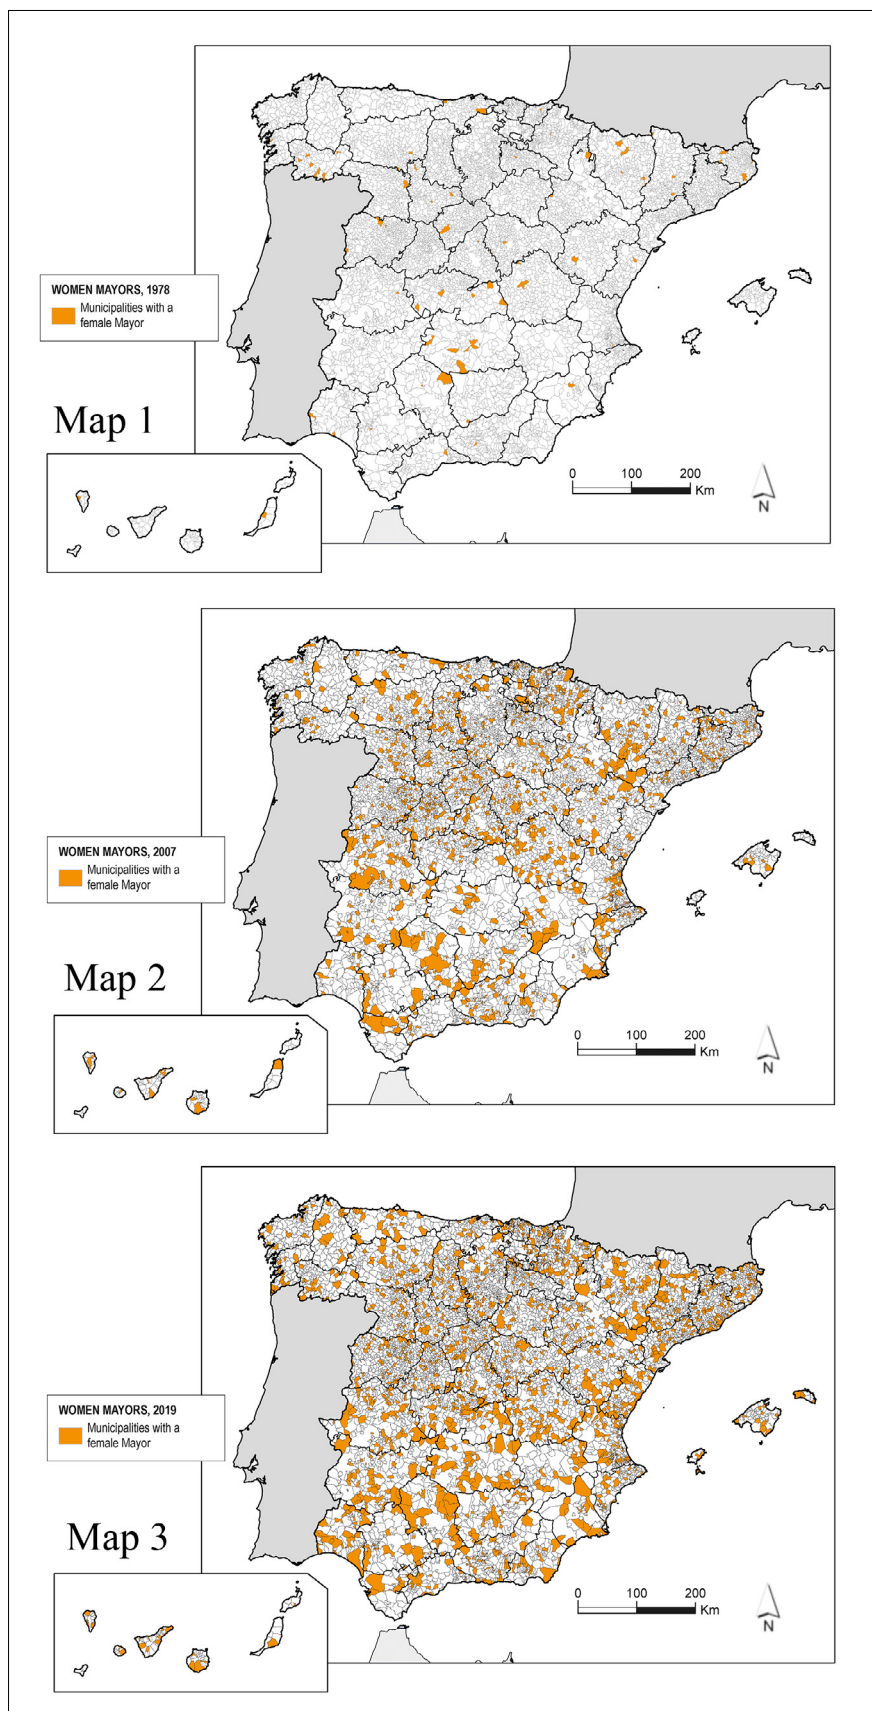 WOMEN MAYORS, 1978
Municipalities with a
female Mayor
Map 1
0 100 200
Km
N
WOMEN MAYORS, 2007
Municipalities with a
female Mayor
Map 2
0 100 200
Km
N
WOMEN MAYORS, 2019
Municipalities with a
female Mayor
Map 3
0 100 200
Km
N